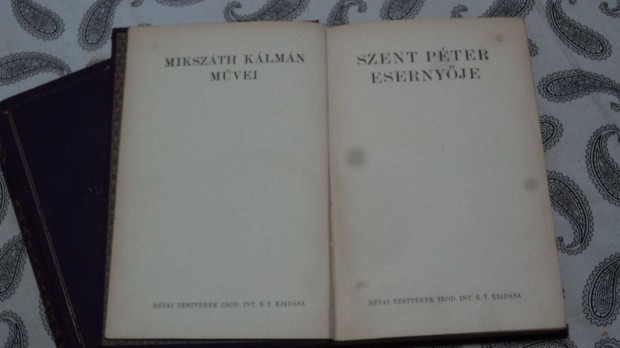 MIKSZÁTH KÁLMÁN
MŰVEI
RÉVAI TESTVÉREK IROD. INT. R. T. KIADÁSA
SZENT PÉTER
ESERNYŐJE
RÉVAI TESTVÉREK IROD. INT. R. T. KIADÁSA